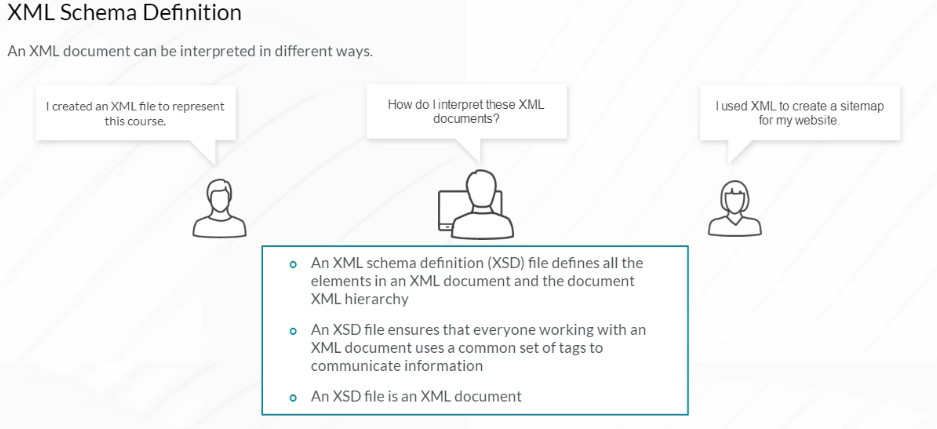 XML Schema Definition
An XML document can be interpreted in different ways.
I created an XML file to represent
this course.
How do I interpret these XML
documents?
I used XML to create a sitemap
for my website.
An XML schema definition (XSD) file defines all the
elements in an XML document and the document
XML hierarchy
An XSD file ensures that everyone working with an
XML document uses a common set of tags to
communicate information
An XSD file is an XML document